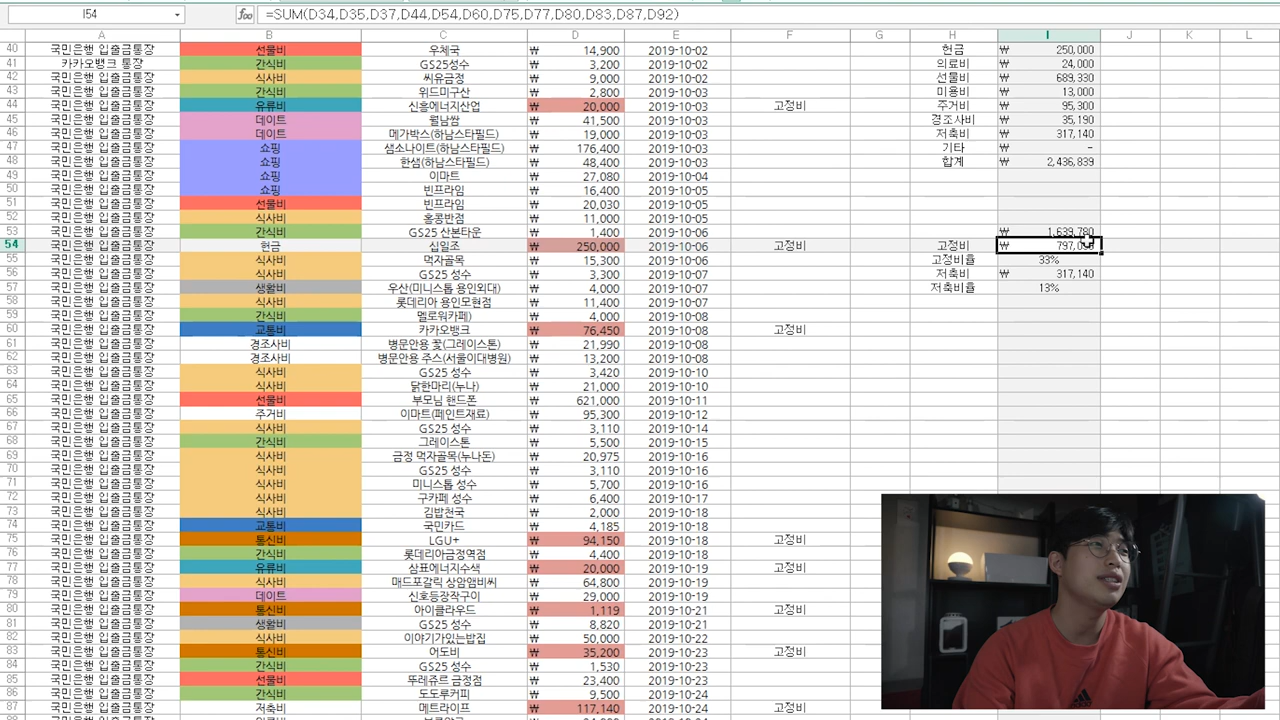 I54 =SUM(D34,D35,D37,D44,D54,D60,D75,D77,D80,D83,D87,D92)
A B C D E F G H I J K L
40 국민은행 입출금통장 선물비 우체국 ₩ 14,900 2019-10-02 현금 ₩ 250,000
41 카카오뱅크 통장 간식비 GS25성수 ₩ 3,200 2019-10-02 의료비 ₩ 24,000
42 국민은행 입출금통장 식사비 씨유금정 ₩ 9,000 2019-10-02 선물비 ₩ 689,330
43 국민은행 입출금통장 간식비 위드미구산 ₩ 2,800 2019-10-03 미용비 ₩ 13,000
44 국민은행 입출금통장 유류비 신흥에너지산업 ₩ 20,000 2019-10-03 고정비 주거비 ₩ 95,300
45 국민은행 입출금통장 데이트 월남쌈 ₩ 41,500 2019-10-03 경조사비 ₩ 35,190
46 국민은행 입출금통장 데이트 메가박스(하남스타필드) ₩ 19,000 2019-10-03 저축비 ₩ 317,140
47 국민은행 입출금통장 쇼핑 샘소나이트(하남스타필드) ₩ 176,400 2019-10-03 기타 ₩ -
48 국민은행 입출금통장 쇼핑 한샘(하남스타필드) ₩ 48,400 2019-10-03 합계 ₩ 2,436,839
49 국민은행 입출금통장 쇼핑 이마트 ₩ 27,080 2019-10-04
50 국민은행 입출금통장 쇼핑 빈프라임 ₩ 16,400 2019-10-05
51 국민은행 입출금통장 선물비 빈프라임 ₩ 20,030 2019-10-05
52 국민은행 입출금통장 식사비 홍콩반점 ₩ 11,000 2019-10-05
53 국민은행 입출금통장 간식비 GS25 산본타운 ₩ 1,400 2019-10-06 ₩ 1,639,780
54 국민은행 입출금통장 현금 십일조 ₩ 250,000 2019-10-06 고정비 고정비 ₩
55 국민은행 입출금통장 식사비 먹자골목 ₩ 15,300 2019-10-06 고정비율 33%
56 국민은행 입출금통장 식사비 GS25 성수 ₩ 3,300 2019-10-07 저축비 ₩ 317,140
57 국민은행 입출금통장 생활비 우산(미니스톱 용인외대) ₩ 4,000 2019-10-07 저축비율 13%
58 국민은행 입출금통장 식사비 롯데리아 용인모현점 ₩ 11,400 2019-10-07
59 국민은행 입출금통장 간식비 멜로워카페) ₩ 4,000 2019-10-08
60 국민은행 입출금통장 교통비 카카오뱅크 ₩ 76,450 2019-10-08 고정비
61 국민은행 입출금통장 경조사비 병문안용 꽃(그레이스톤) ₩ 21,990 2019-10-08
62 국민은행 입출금통장 경조사비 병문안용 주스(서울이대병원) ₩ 13,200 2019-10-08
63 국민은행 입출금통장 식사비 GS25 성수 ₩ 3,420 2019-10-10
64 국민은행 입출금통장 식사비 닭한마리(누나) ₩ 21,000 2019-10-10
65 국민은행 입출금통장 선물비 부모님 핸드폰 ₩ 621,000 2019-10-11
66 국민은행 입출금통장 주거비 이마트(페인트재료) ₩ 95,300 2019-10-12
67 국민은행 입출금통장 식사비 GS25 성수 ₩ 3,110 2019-10-14
68 국민은행 입출금통장 간식비 그레이스톤 ₩ 5,500 2019-10-15
69 국민은행 입출금통장 식사비 금정 먹자골목(누나돈) ₩ 20,975 2019-10-16
70 국민은행 입출금통장 식사비 GS25 성수 ₩ 3,110 2019-10-16
71 국민은행 입출금통장 식사비 미니스톱 성수 ₩ 5,700 2019-10-16
72 국민은행 입출금통장 식사비 구카페 성수 ₩ 6,400 2019-10-17
73 국민은행 입출금통장 식사비 김밥천국 ₩ 2,000 2019-10-18
74 국민은행 입출금통장 교통비 국민카드 ₩ 4,185 2019-10-18
75 국민은행 입출금통장 통신비 LGU+ ₩ 94,150 2019-10-18 고정비
76 국민은행 입출금통장 간식비 롯데리아금정역점 ₩ 4,400 2019-10-18
77 국민은행 입출금통장 유류비 삼표에너지수색 ₩ 20,000 2019-10-19 고정비
78 국민은행 입출금통장 식사비 매드포갈릭 상암앰비씨 ₩ 64,800 2019-10-19
79 국민은행 입출금통장 데이트 신호등장작구이 ₩ 29,000 2019-10-19
80 국민은행 입출금통장 통신비 아이클라우드 ₩ 1,119 2019-10-21 고정비
81 국민은행 입출금통장 생활비 GS25 성수 ₩ 8,820 2019-10-21
82 국민은행 입출금통장 식사비 이야기가있는밥집 ₩ 50,000 2019-10-22
83 국민은행 입출금통장 통신비 어도비 ₩ 35,200 2019-10-23 고정비
84 국민은행 입출금통장 간식비 GS25 성수 ₩ 1,530 2019-10-23
85 국민은행 입출금통장 선물비 뚜레쥬르 금정점 ₩ 23,400 2019-10-23
86 국민은행 입출금통장 간식비 도도루커피 ₩ 9,500 2019-10-24
87 국민은행 입출금통장 저축비 메트라이프 ₩ 117,140 2019-10-24 고정비